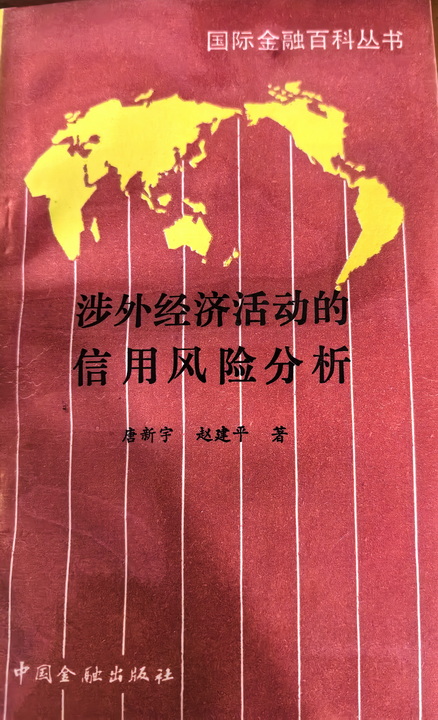 国际金融百科丛书
涉外经济活动的
信用风险分析
唐新宇 赵建平 著
中国金融出版社